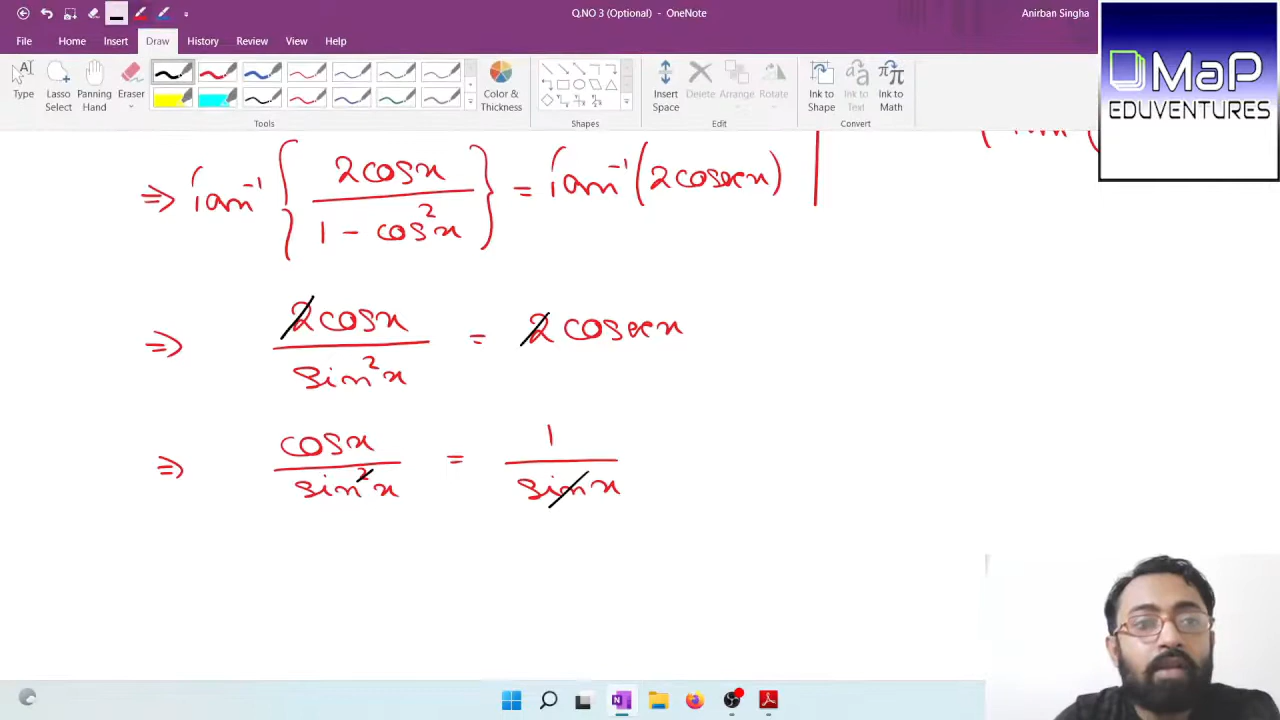 Q.NO 3 (Optional) - OneNote
Anirban Singha
File Home Insert Draw History Review View Help
MaP
EDUVENTURES
Type
Lasso Select
Panning Hand
Eraser
Color & Thickness
Insert Space
Delete
Arrange
Rotate
Ink to Shape
Ink to Text
Ink to Math
Tools
Shapes
Edit
Convert
⇒ tan⁻¹ { 2cosx / 1 − cos²x } = tan⁻¹ (2cosecx)
⇒ 2cosx / sin²x = 2cosecx
⇒ cosx / sin²x = 1 / sinx